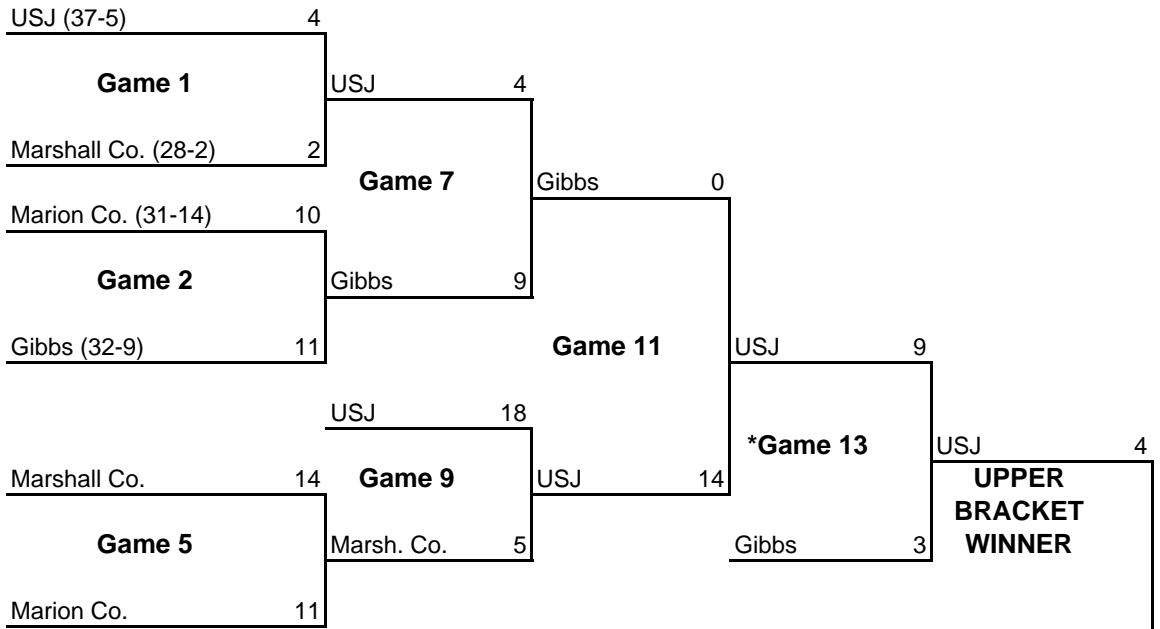 USJ (37-5) 4
Game 1
USJ 4
Marshall Co. (28-2) 2
Game 7
Gibbs 0
Marion Co. (31-14) 10
Game 2
Gibbs 9
Gibbs (32-9) 11
Game 11
USJ 9
USJ 18
*Game 13
USJ 4
Marshall Co. 14
Game 9
USJ 14
UPPER
BRACKET
WINNER
Game 5
Marsh. Co. 5
Gibbs 3
Marion Co. 11